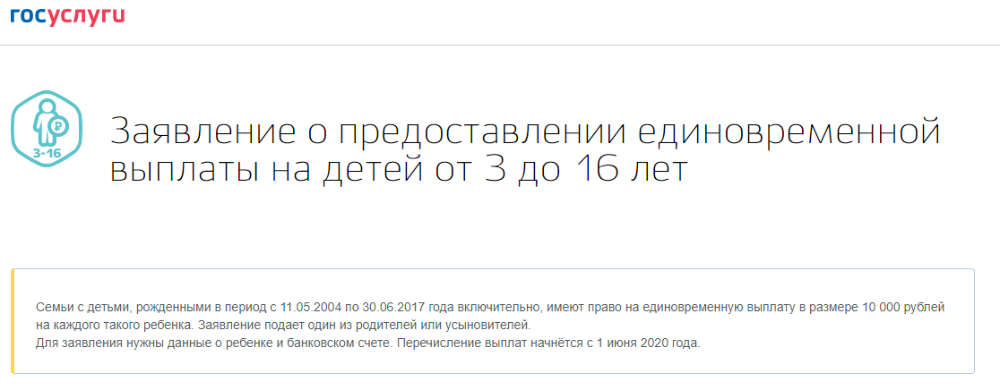 госуслуги
3-16
Заявление о предоставлении единовременной
выплаты на детей от 3 до 16 лет
Семьи с детьми, рожденными в период с 11.05.2004 по 30.06.2017 года включительно, имеют право на единовременную выплату в размере 10 000 рублей
на каждого такого ребенка. Заявление подает один из родителей или усыновителей.
Для заявления нужны данные о ребенке и банковском счете. Перечисление выплат начнётся с 1 июня 2020 года.